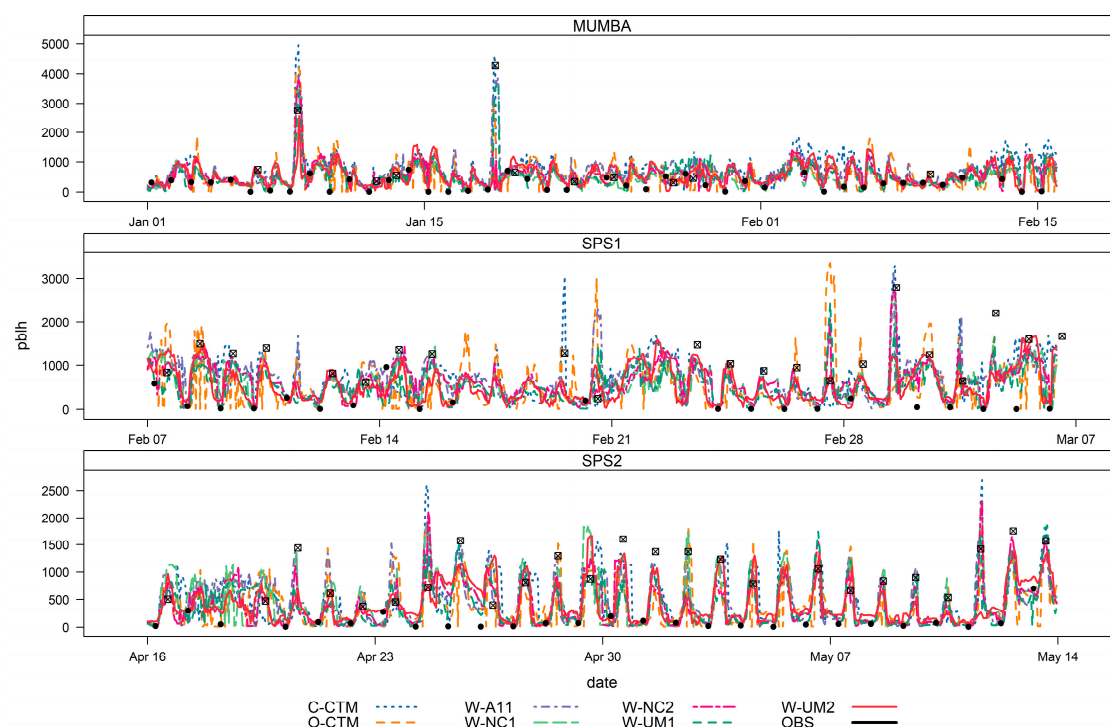 MUMBA
5000
4000
3000
2000
1000
0
Jan 01 Jan 15 Feb 01 Feb 15
SPS1
pblh
3000
2000
1000
0
Feb 07 Feb 14 Feb 21 Feb 28 Mar 07
SPS2
2500
2000
1500
1000
500
0
Apr 16 Apr 23 Apr 30 May 07 May 14
date
C-CTM W-A11 W-NC2 W-UM2
O-CTM W-NC1 W-UM1 OBS